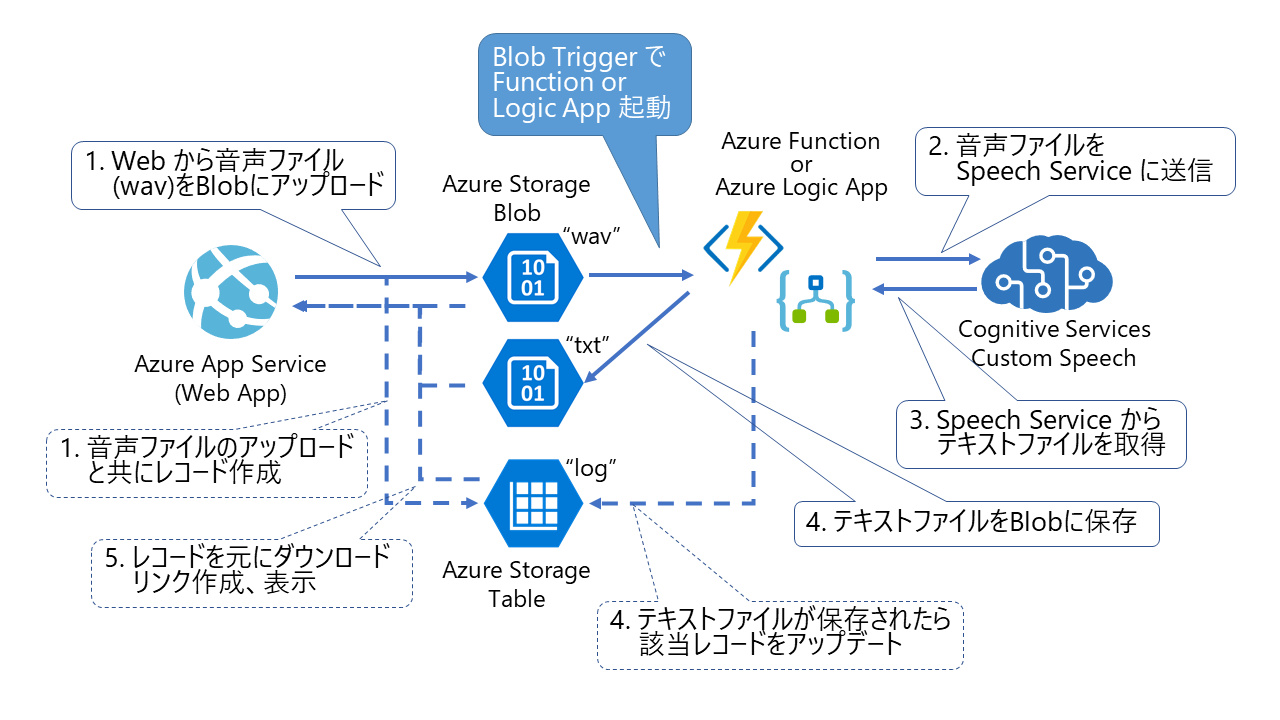 Blob Trigger で
Function or
Logic App 起動
1. Web から音声ファイル
(wav)をBlobにアップロード
Azure Storage
Blob
Azure Function
or
Azure Logic App
2. 音声ファイルを
Speech Service に送信
“wav”
10
01
Azure App Service
(Web App)
“txt”
10
01
Cognitive Services
Custom Speech
3. Speech Service から
テキストファイルを取得
1. 音声ファイルのアップロード
と共にレコード作成
“log”
4. テキストファイルをBlobに保存
5. レコードを元にダウンロード
リンク作成、表示
Azure Storage
Table
4. テキストファイルが保存されたら
該当レコードをアップデート